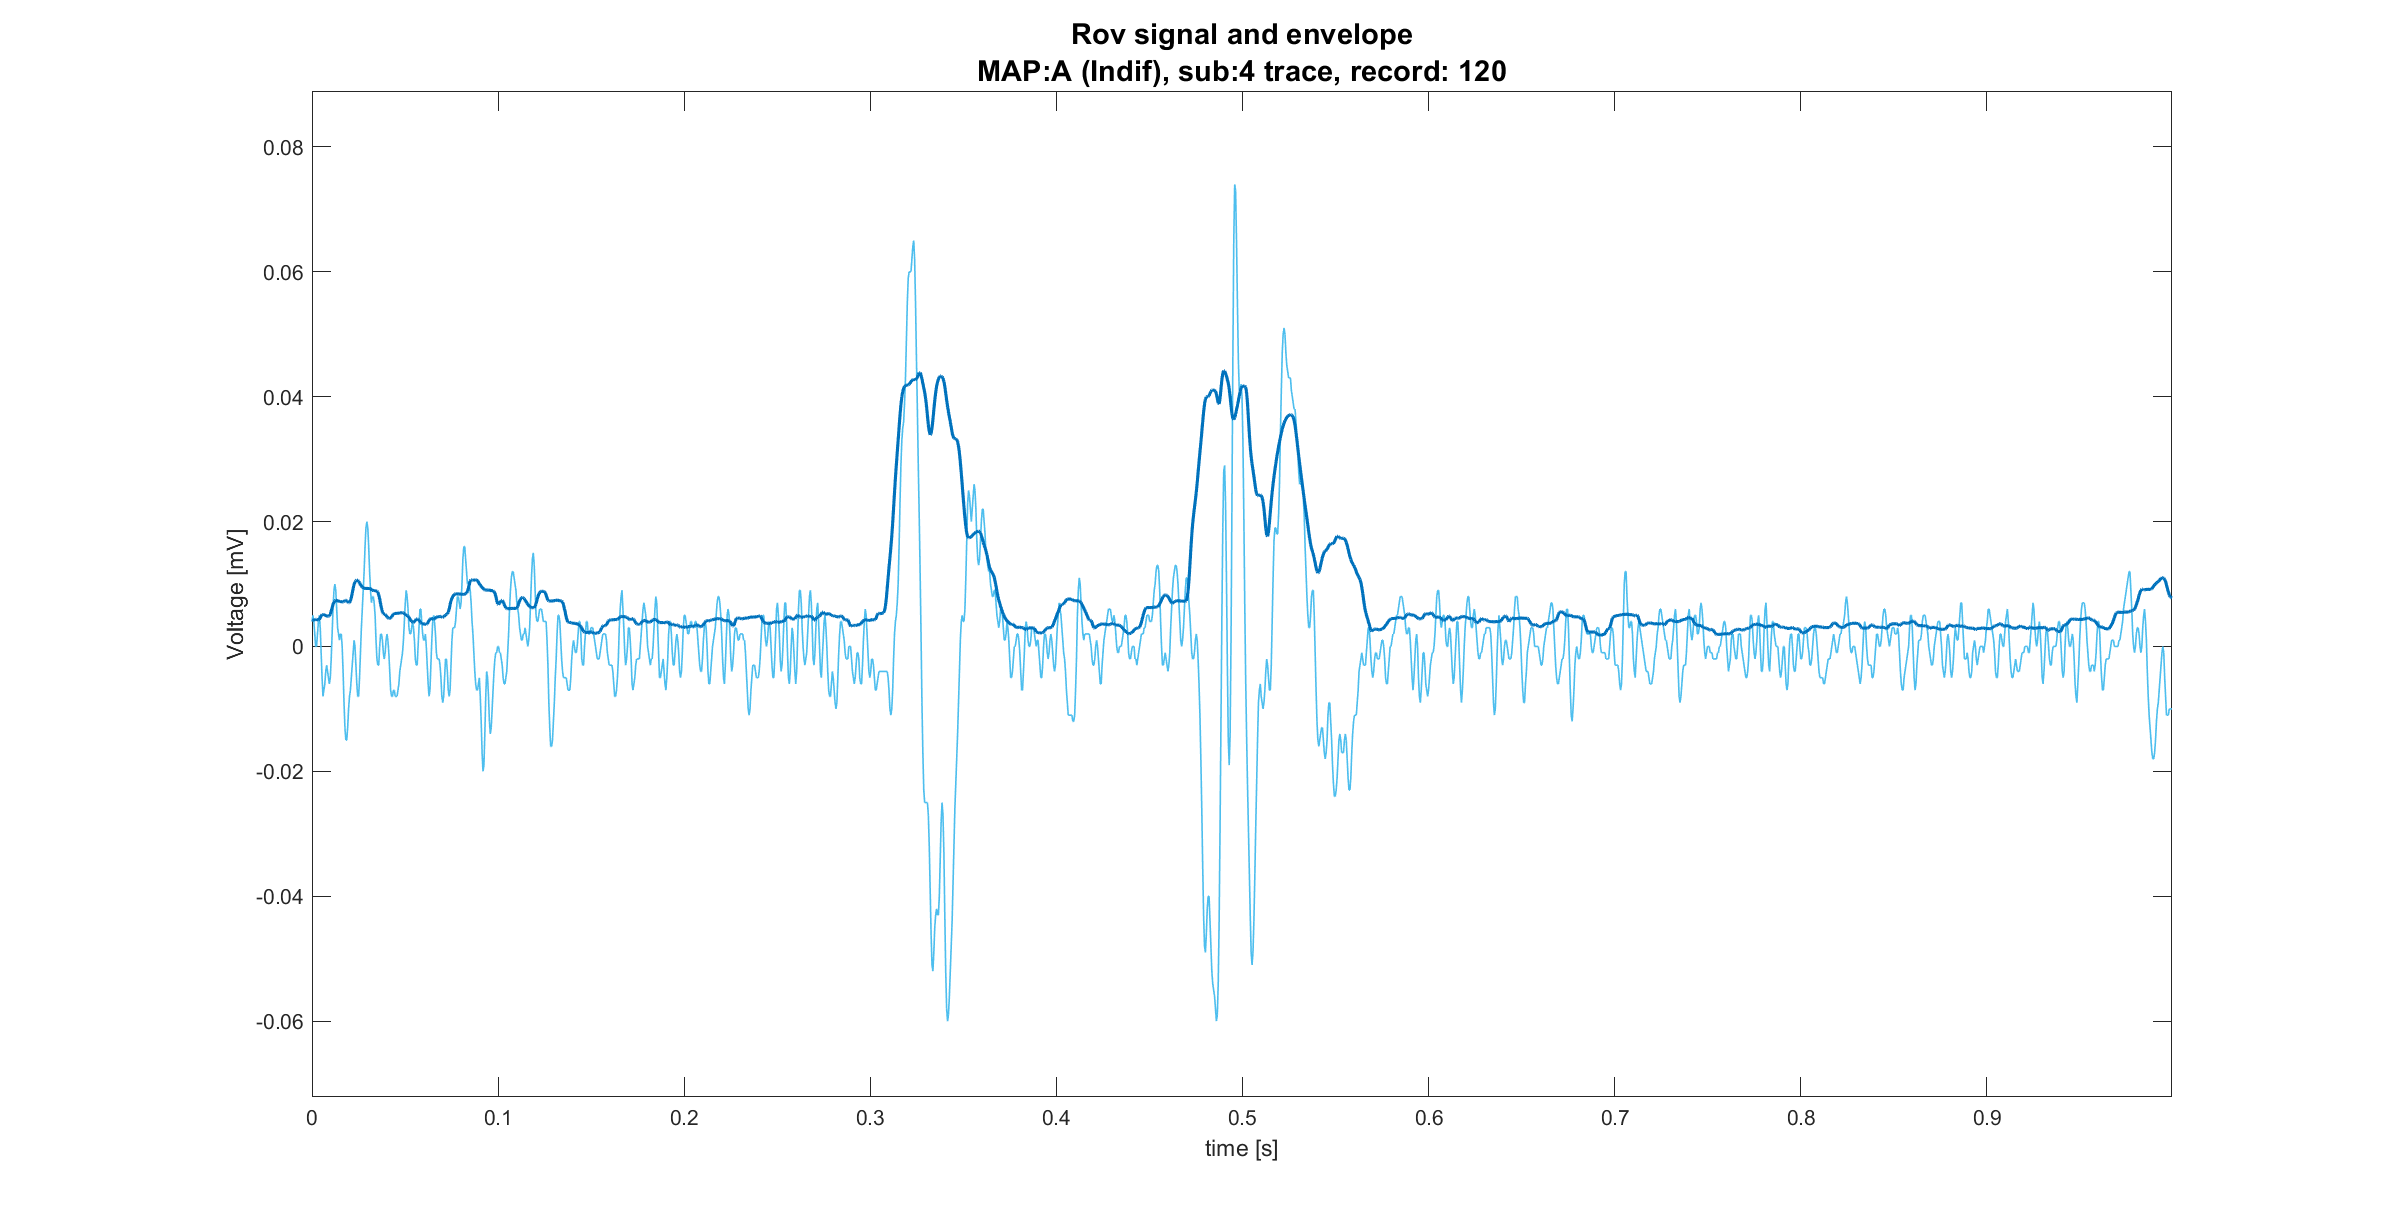 Rov signal and envelope
MAP:A (Indif), sub:4 trace, record: 120
Voltage [mV]
0.08
0.06
0.04
0.02
0
-0.02
-0.04
-0.06
0 0.1 0.2 0.3 0.4 0.5 0.6 0.7 0.8 0.9
time [s]